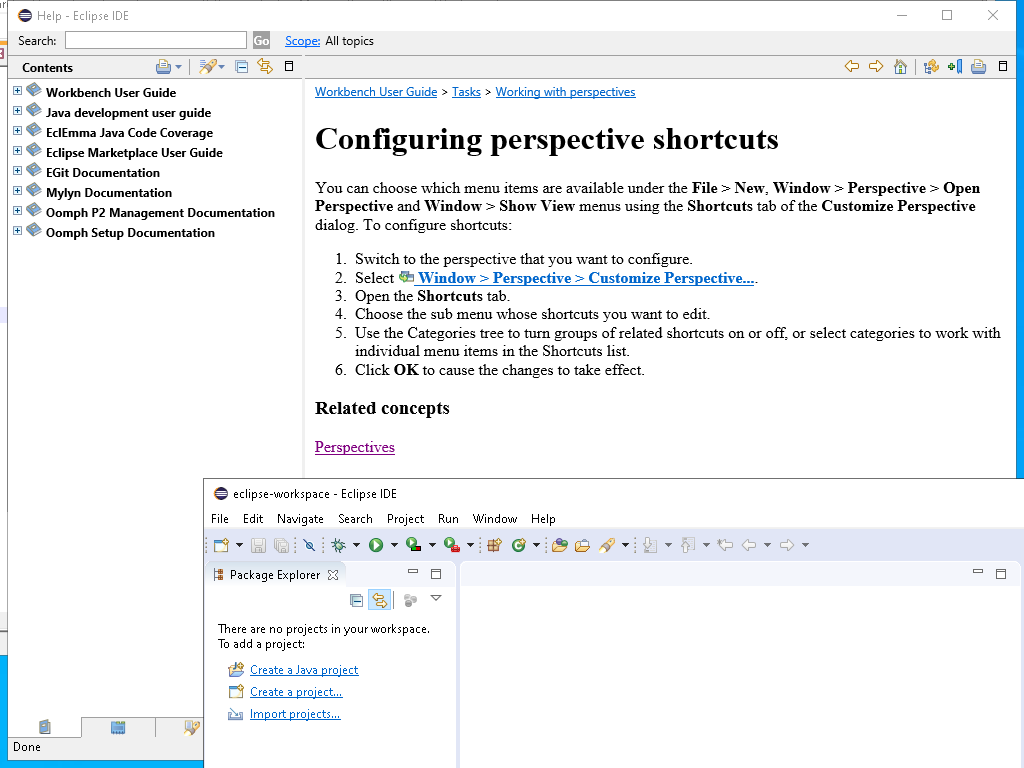 Help - Eclipse IDE
Search:
Go
Scope: All topics
Contents
Workbench User Guide
Java development user guide
EclEmma Java Code Coverage
Eclipse Marketplace User Guide
EGit Documentation
Mylyn Documentation
Oomph P2 Management Documentation
Oomph Setup Documentation
Workbench User Guide > Tasks > Working with perspectives
Configuring perspective shortcuts
You can choose which menu items are available under the File > New, Window > Perspective > Open
Perspective and Window > Show View menus using the Shortcuts tab of the Customize Perspective
dialog. To configure shortcuts:
1. Switch to the perspective that you want to configure.
2. Select Window > Perspective > Customize Perspective....
3. Open the Shortcuts tab.
4. Choose the sub menu whose shortcuts you want to edit.
5. Use the Categories tree to turn groups of related shortcuts on or off, or select categories to work with
individual menu items in the Shortcuts list.
6. Click OK to cause the changes to take effect.
Related concepts
Perspectives
Done
eclipse-workspace - Eclipse IDE
File Edit Navigate Search Project Run Window Help
Package Explorer
There are no projects in your workspace.
To add a project:
Create a Java project
Create a project...
Import projects...